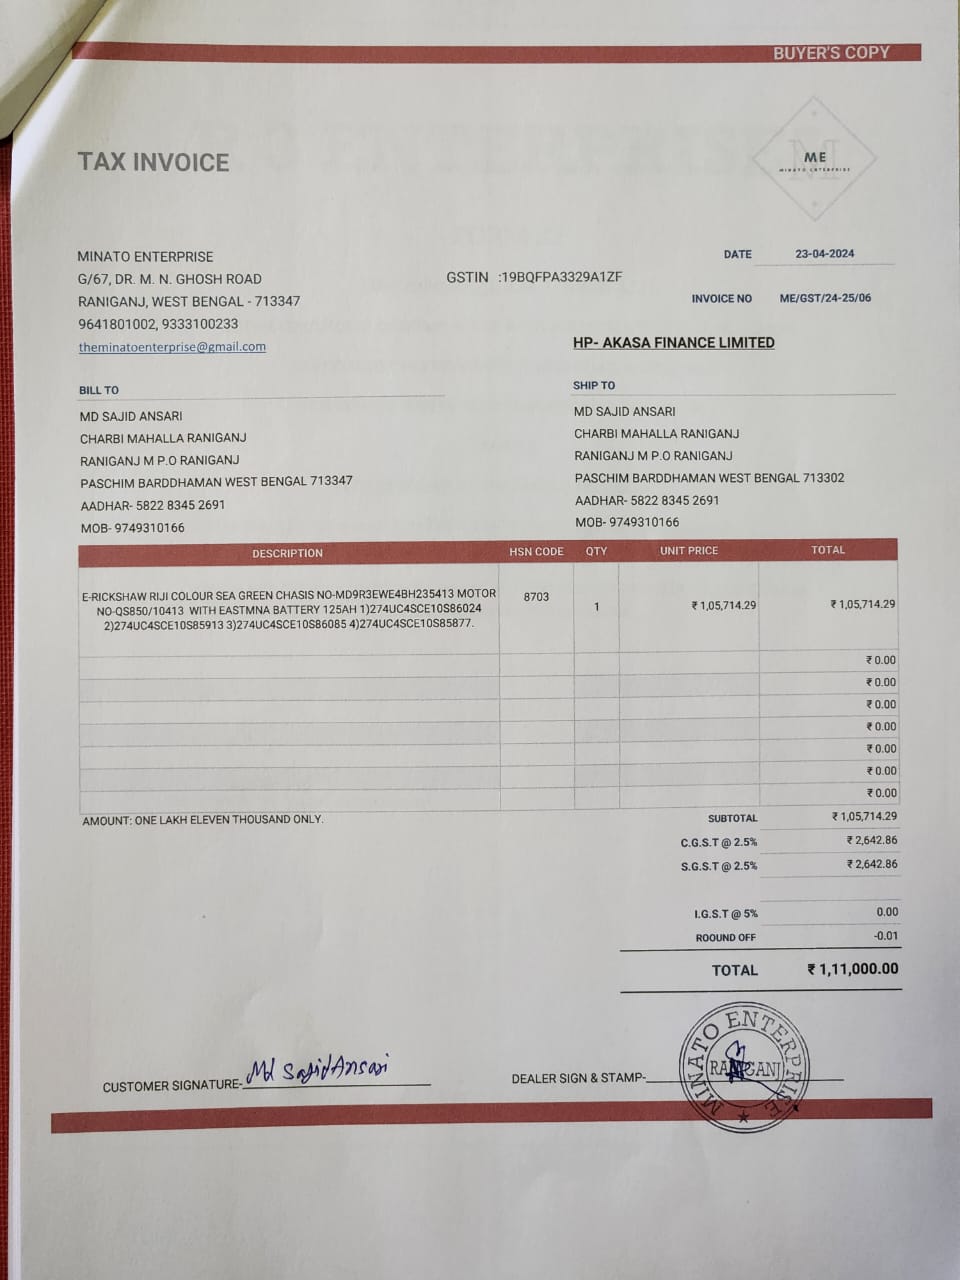 BUYER'S COPY
TAX INVOICE
ME
MINATO ENTERPRISE
MINATO ENTERPRISE
G/67, DR. M. N. GHOSH ROAD
RANIGANJ, WEST BENGAL - 713347
9641801002, 9333100233
theminatoenterprise@gmail.com
GSTIN :19BQFPA3329A1ZF
DATE 23-04-2024
INVOICE NO ME/GST/24-25/06
HP- AKASA FINANCE LIMITED
BILL TO
MD SAJID ANSARI
CHARBI MAHALLA RANIGANJ
RANIGANJ M P.O RANIGANJ
PASCHIM BARDDHAMAN WEST BENGAL 713347
AADHAR- 5822 8345 2691
MOB- 9749310166
SHIP TO
MD SAJID ANSARI
CHARBI MAHALLA RANIGANJ
RANIGANJ M P.O RANIGANJ
PASCHIM BARDDHAMAN WEST BENGAL 713302
AADHAR- 5822 8345 2691
MOB- 9749310166
DESCRIPTION HSN CODE QTY UNIT PRICE TOTAL
E-RICKSHAW RIJI COLOUR SEA GREEN CHASIS NO-MD9R3EWE4BH235413 MOTOR
NO-QS850/10413 WITH EASTMNA BATTERY 125AH 1)274UC4SCE10S86024
2)274UC4SCE10S85913 3)274UC4SCE10S86085 4)274UC4SCE10S85877.
8703 1 ₹ 1,05,714.29 ₹ 1,05,714.29
₹ 0.00
₹ 0.00
₹ 0.00
₹ 0.00
₹ 0.00
₹ 0.00
₹ 0.00
AMOUNT: ONE LAKH ELEVEN THOUSAND ONLY.
SUBTOTAL ₹ 1,05,714.29
C.G.S.T @ 2.5% ₹ 2,642.86
S.G.S.T @ 2.5% ₹ 2,642.86
I.G.S.T @ 5% 0.00
ROOUND OFF -0.01
TOTAL ₹ 1,11,000.00
CUSTOMER SIGNATURE- Md Sajid Ansari
DEALER SIGN & STAMP-
MINATO ENTERPRISE
RANIGANJ